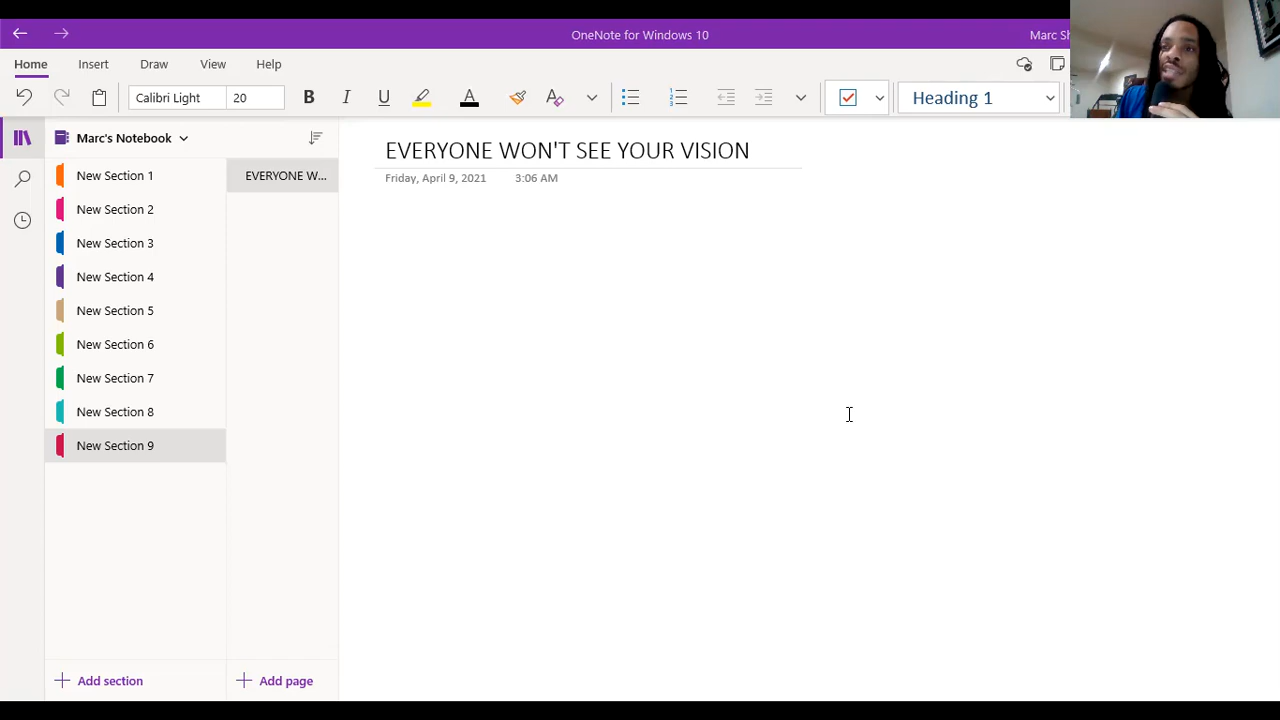 OneNote for Windows 10
Marc Sh
Home
Insert
Draw
View
Help
Calibri Light
20
B
I
U
A
A
Heading 1
Marc's Notebook
New Section 1
New Section 2
New Section 3
New Section 4
New Section 5
New Section 6
New Section 7
New Section 8
New Section 9
Add section
EVERYONE W...
Add page
EVERYONE WON'T SEE YOUR VISION
Friday, April 9, 2021 3:06 AM